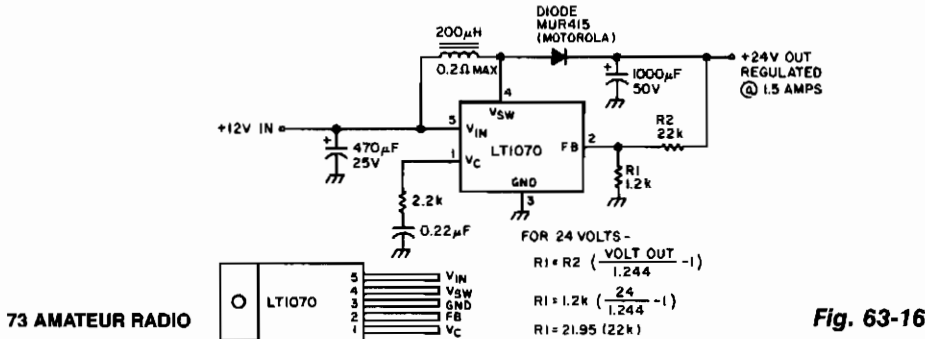 DIODE
MUR415
(MOTOROLA)
200μH
0.2Ω MAX
+24V OUT
REGULATED
@ 1.5 AMPS
+
1000μF
50V
4
VSW
+12V IN
5
VIN
+
470μF
25V
1
VC
LT1070
FB
2
R2
22k
R1
1.2k
GND
3
2.2k
0.22μF
FOR 24 VOLTS -
R1 = R2 (VOLT OUT / 1.244 - 1)
R1 = 1.2k (24 / 1.244 - 1)
R1 = 21.95 (22k)
LT1070
5 VIN
4 VSW
3 GND
2 FB
1 VC
73 AMATEUR RADIO
Fig. 63-16